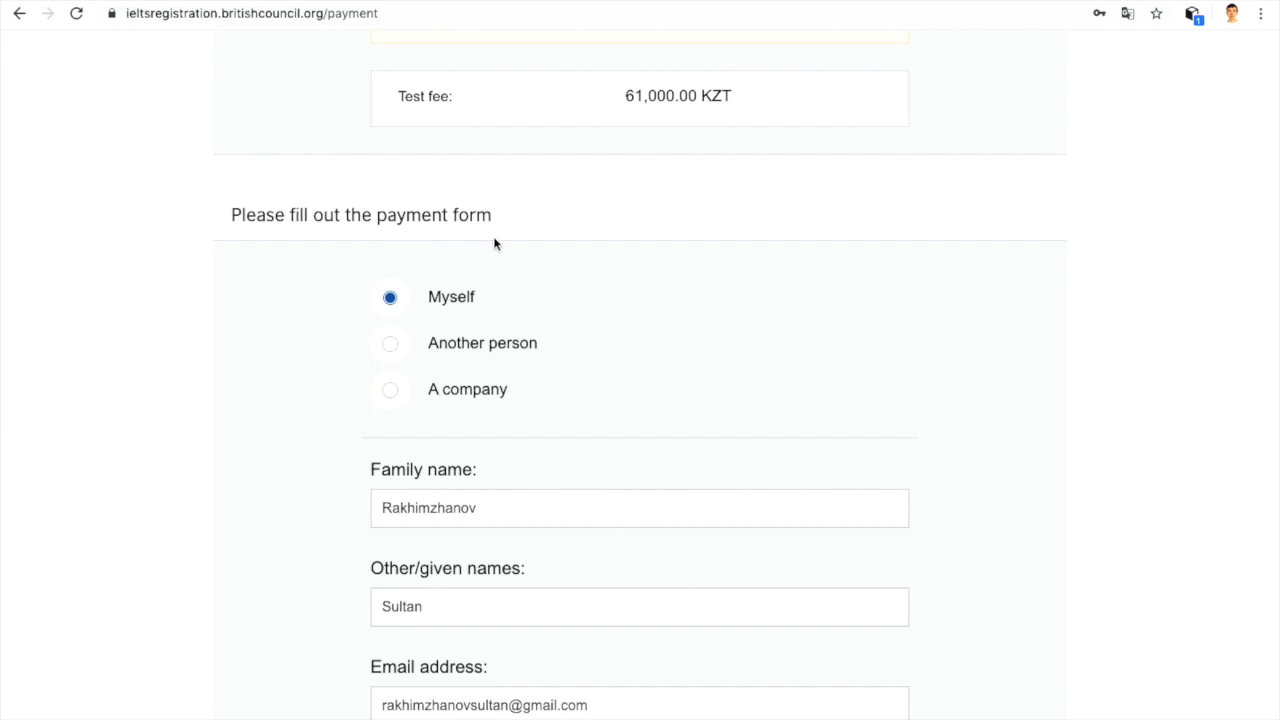 ieltsregistration.britishcouncil.org/payment
1
Test fee: 61,000.00 KZT
Please fill out the payment form
Myself
Another person
A company
Family name:
Rakhimzhanov
Other/given names:
Sultan
Email address:
rakhimzhanovsultan@gmail.com